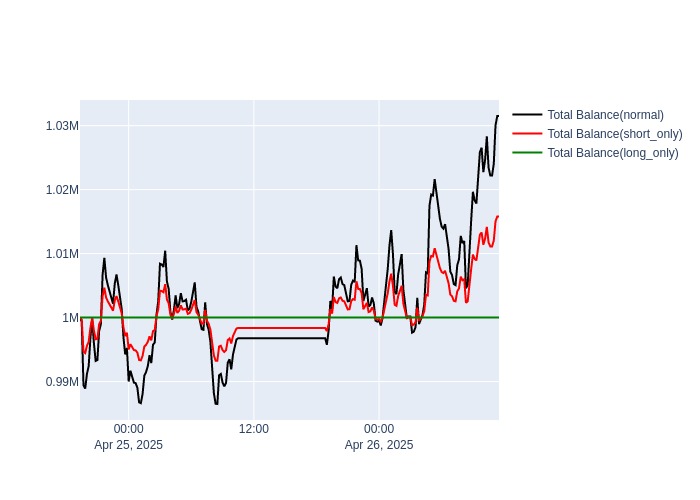 1.03M
1.02M
1.01M
1M
0.99M
00:00
Apr 25, 2025
12:00
00:00
Apr 26, 2025
Total Balance(normal)
Total Balance(short_only)
Total Balance(long_only)